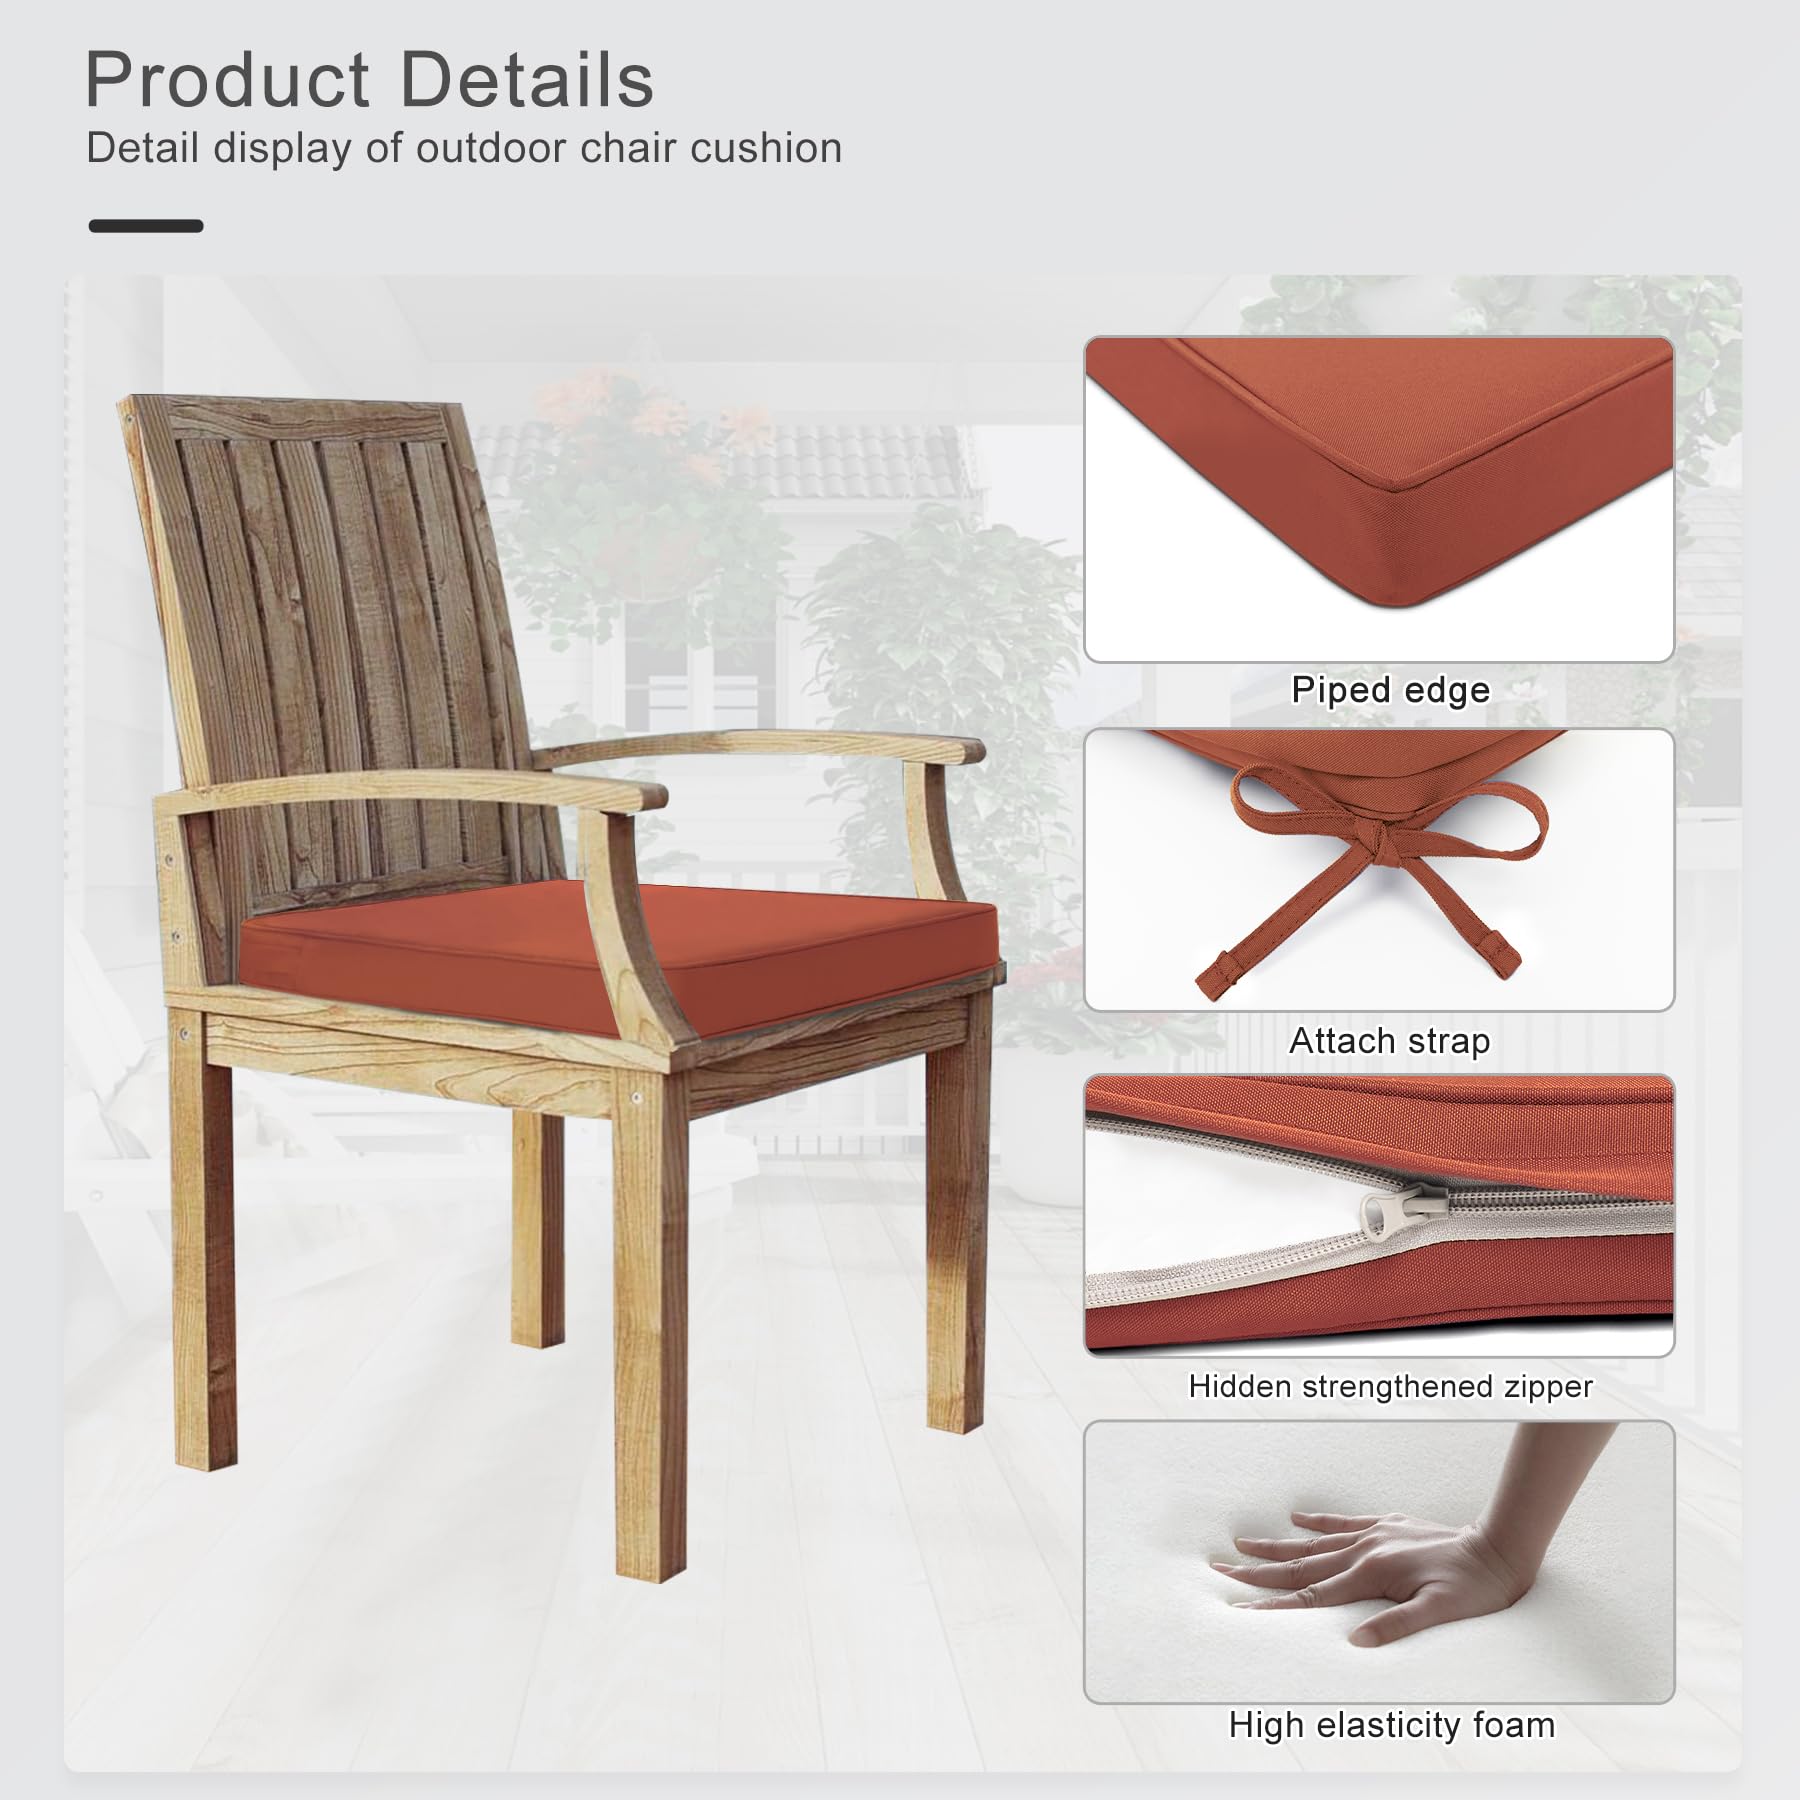 Product Details
Detail display of outdoor chair cushion
Piped edge
Attach strap
Hidden strengthened zipper
High elasticity foam